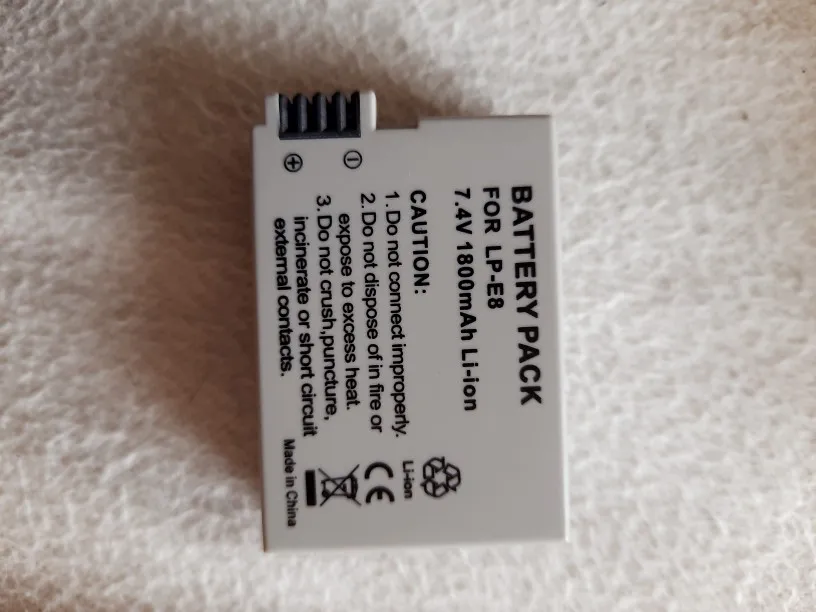 BATTERY PACK
FOR LP-E8
7.4V 1800mAh Li-ion
CAUTION:
1.Do not connect improperly.
2.Do not dispose of in fire or
expose to excess heat.
3.Do not crush,puncture,
incinerate or short circuit
external contacts.
Li-ion
CE
Made in China